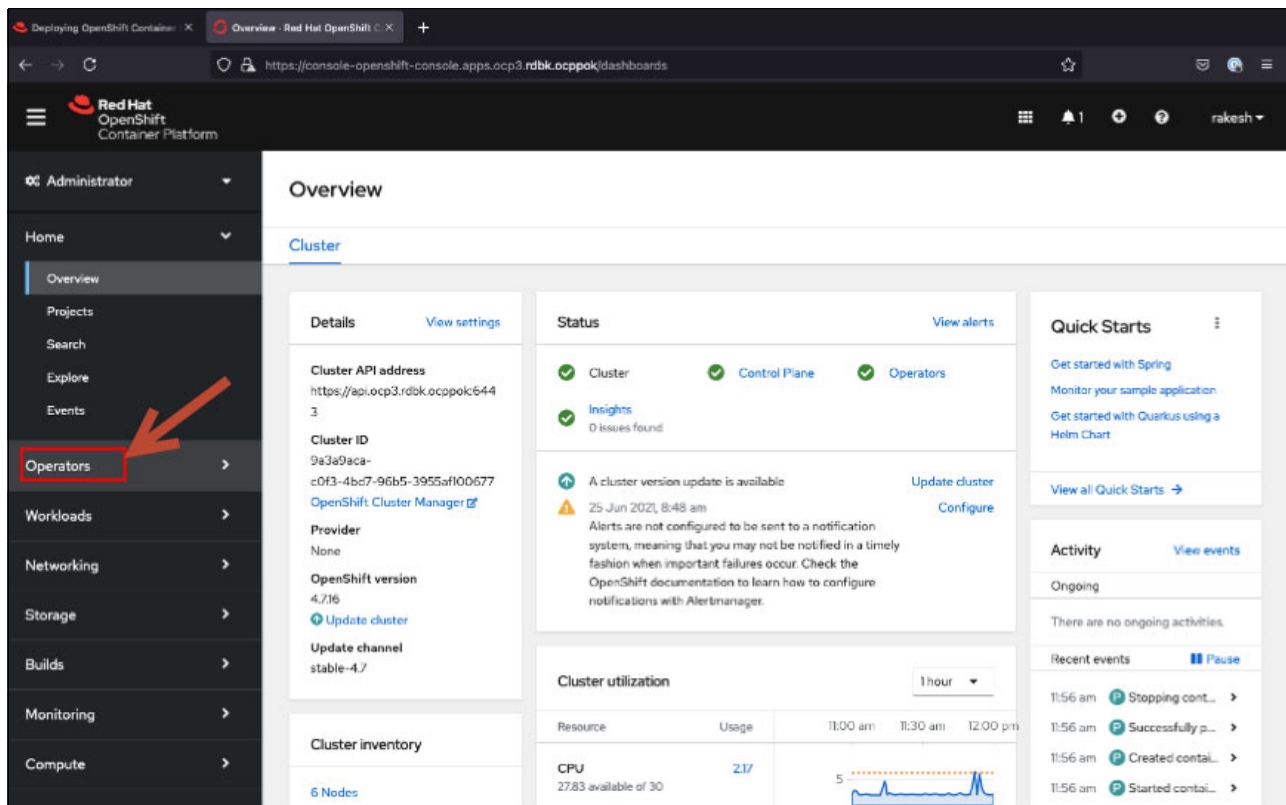 Deploying OpenShift Container
Overview - Red Hat OpenShift C
https://console-openshift-console.apps.ocp3.rdbk.ocppok/dashboards
Red Hat
OpenShift
Container Platform
1
rakesh
Administrator
Home
Overview
Projects
Search
Explore
Events
Operators
Workloads
Networking
Storage
Builds
Monitoring
Compute
Overview
Cluster
Details
View settings
Cluster API address
https://api.ocp3.rdbk.ocppok:644
3
Cluster ID
9a3a9aca-
c0f3-4bd7-96b5-3955af100677
OpenShift Cluster Manager
Provider
None
OpenShift version
4.7.16
Update cluster
Update channel
stable-4.7
Cluster inventory
6 Nodes
Status
View alerts
Cluster
Control Plane
Operators
Insights
0 issues found
A cluster version update is available
Update cluster
25 Jun 2021, 8:48 am
Configure
Alerts are not configured to be sent to a notification
system, meaning that you may not be notified in a timely
fashion when important failures occur. Check the
OpenShift documentation to learn how to configure
notifications with Alertmanager.
Cluster utilization
1 hour
Resource
Usage
11:00 am
11:30 am
12:00 pm
CPU
2.17
27.83 available of 30
5
Quick Starts
Get started with Spring
Monitor your sample application
Get started with Quarkus using a
Helm Chart
View all Quick Starts
Activity
View events
Ongoing
There are no ongoing activities.
Recent events
Pause
11:56 am P Stopping cont...
11:56 am P Successfully p...
11:56 am P Created contai...
11:56 am P Started contai...